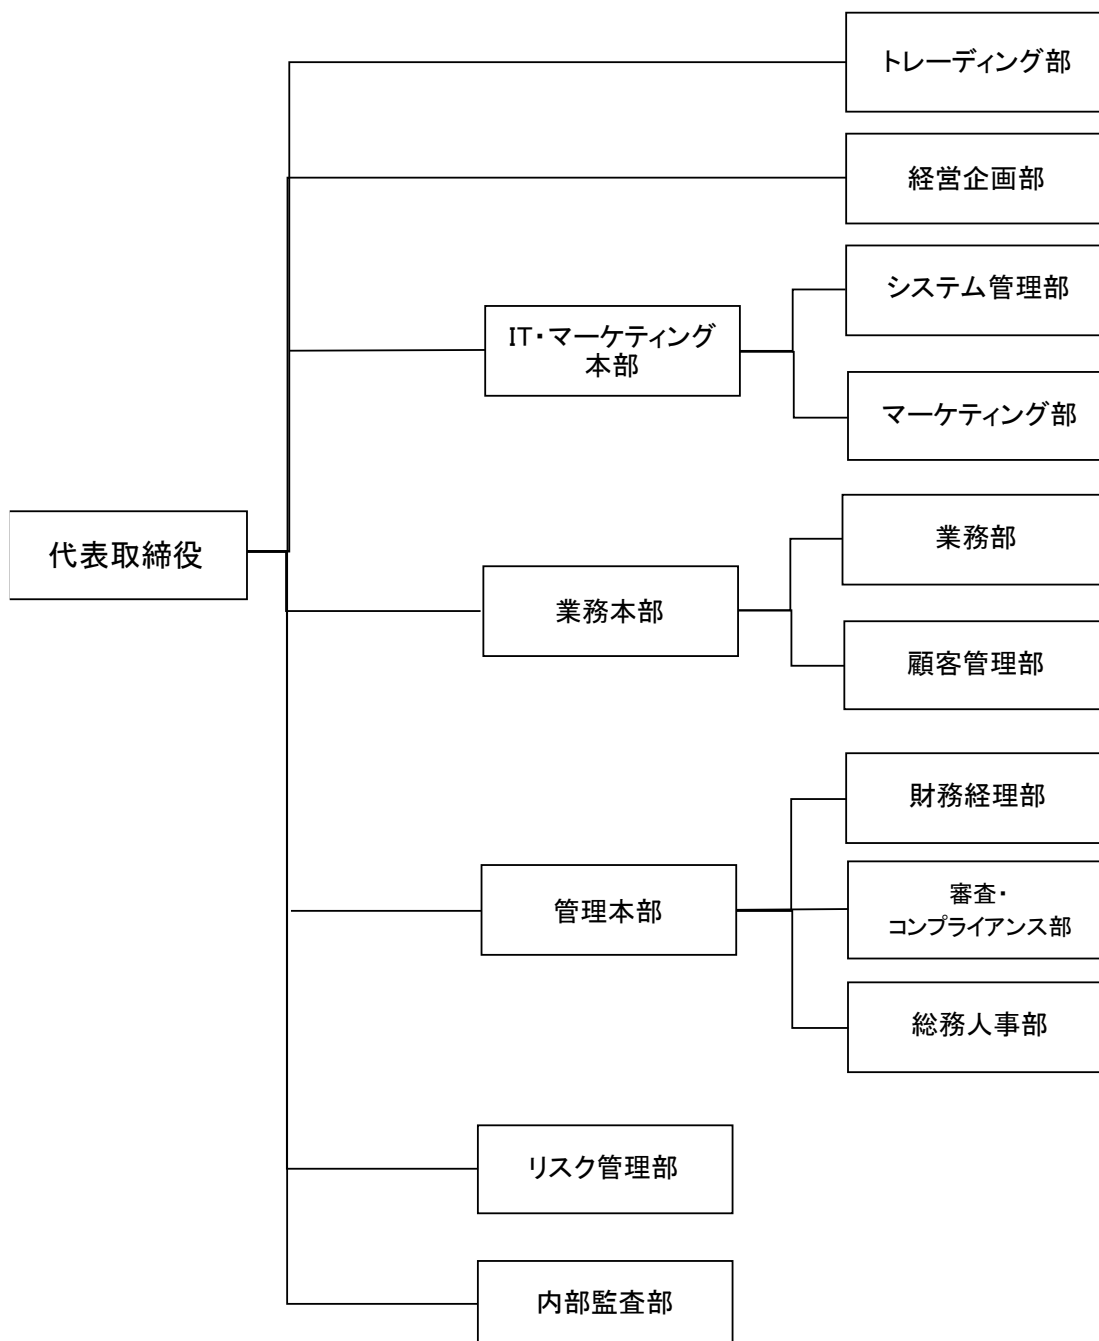 トレーディング部
経営企画部
システム管理部
IT・マーケティング
本部
マーケティング部
代表取締役
業務部
業務本部
顧客管理部
財務経理部
管理本部
審査・
コンプライアンス部
総務人事部
リスク管理部
内部監査部